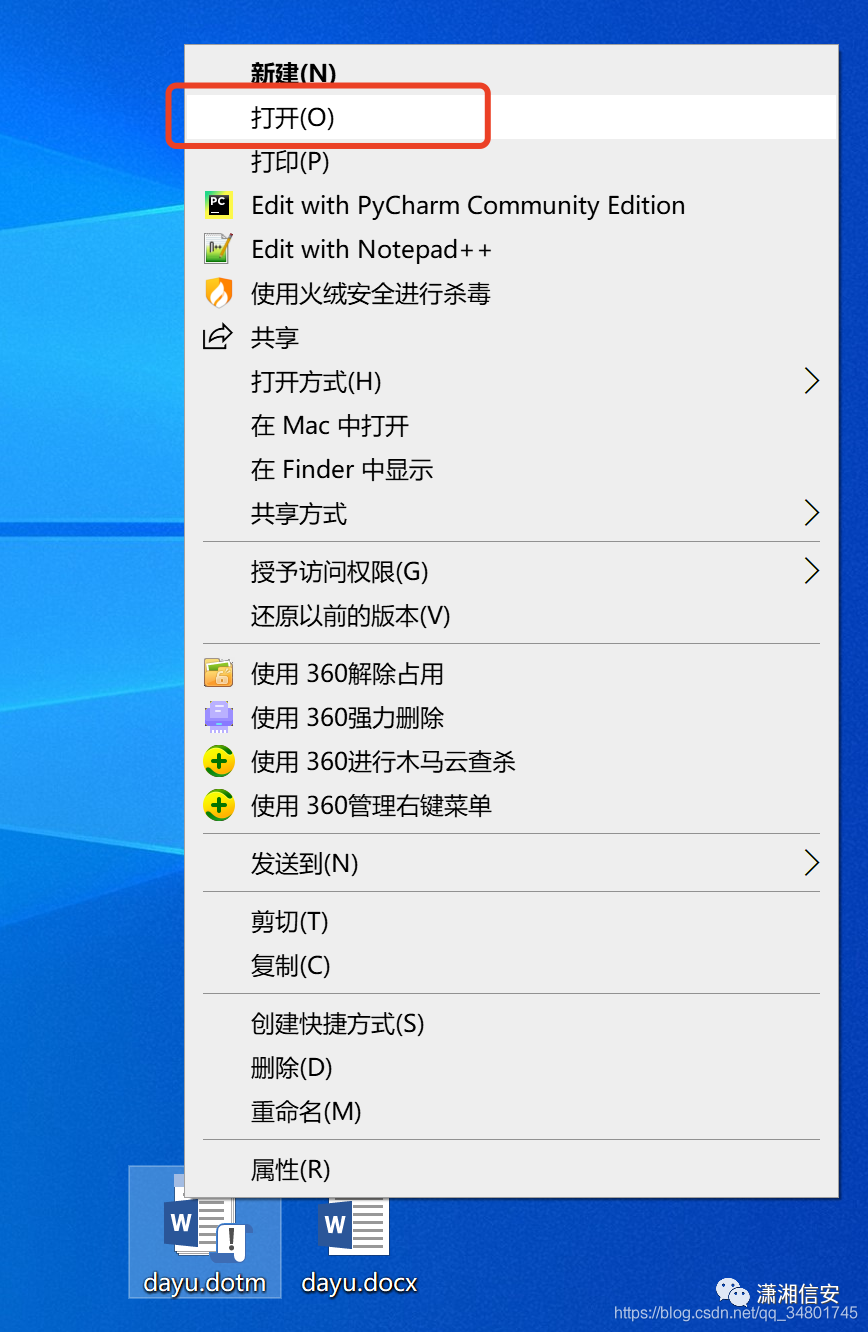 新建(N)
打开(O)
打印(P)
PC
Edit with PyCharm Community Edition
Edit with Notepad++
使用火绒安全进行杀毒
共享
打开方式(H)
在 Mac 中打开
在 Finder 中显示
共享方式
授予访问权限(G)
还原以前的版本(V)
使用 360解除占用
使用 360强力删除
使用 360进行木马云查杀
使用 360管理右键菜单
发送到(N)
剪切(T)
复制(C)
创建快捷方式(S)
删除(D)
重命名(M)
属性(R)
W
W
dayu.dotm
dayu.docx
潇湘信安
https://blog.csdn.net/qq_34801745